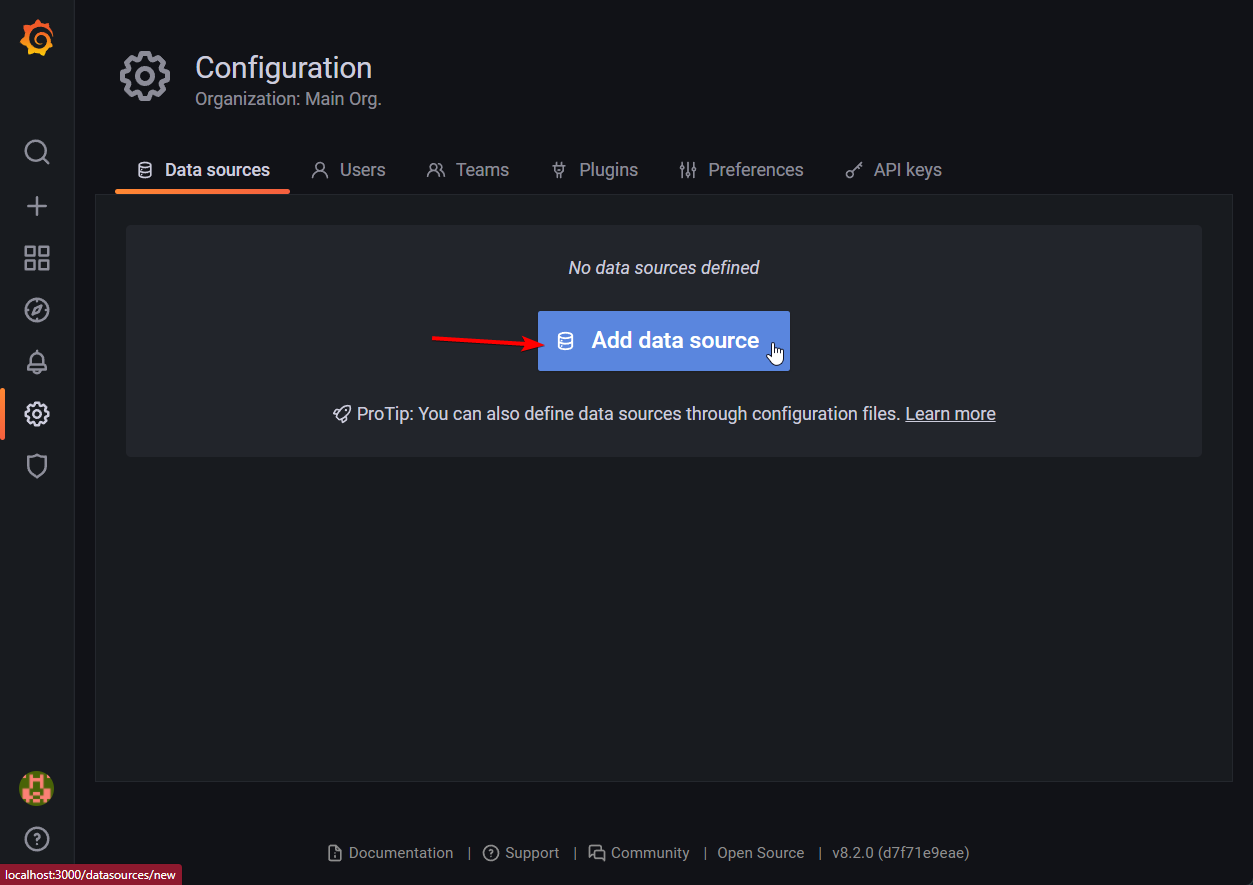 Configuration
Organization: Main Org.
Data sources Users Teams Plugins Preferences API keys
No data sources defined
Add data source
ProTip: You can also define data sources through configuration files. Learn more
Documentation | Support | Community | Open Source | v8.2.0 (d7f71e9eae)
localhost:3000/datasources/new